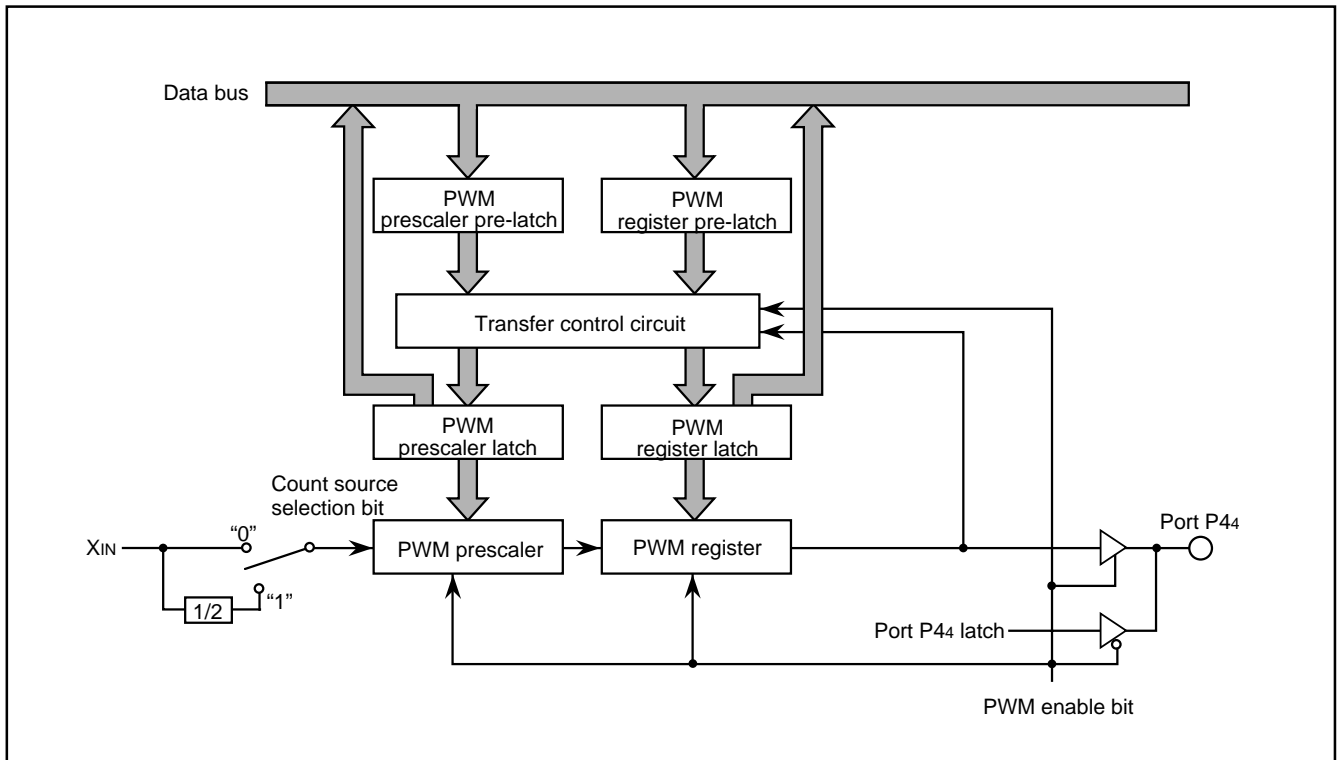 Data bus
PWM
prescaler pre-latch
PWM
register pre-latch
Transfer control circuit
PWM
prescaler latch
PWM
register latch
Count source
selection bit
“0”
XIN
PWM prescaler
PWM register
Port P44
“1”
1/2
Port P44 latch
PWM enable bit